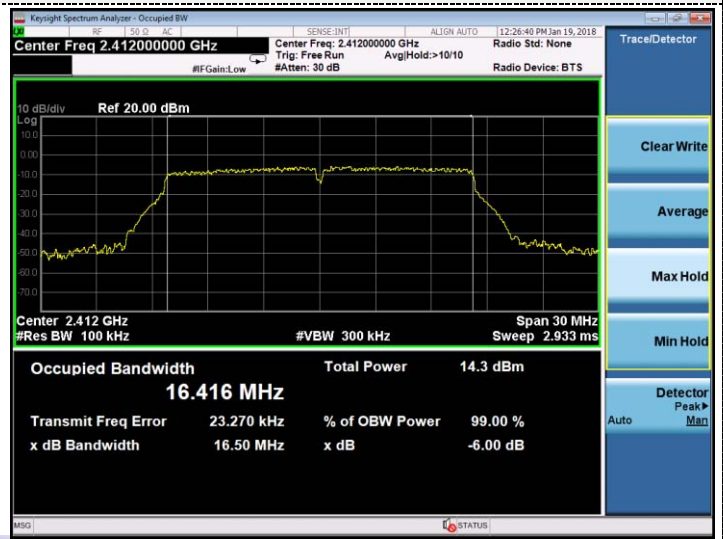 Keysight Spectrum Analyzer - Occupied BW
RF 50 Ω AC SENSE:INT ALIGN AUTO 12:26:40 PM Jan 19, 2018
Center Freq 2.412000000 GHz Center Freq: 2.412000000 GHz Radio Std: None
Trig: Free Run Avg|Hold:>10/10
#IFGain:Low #Atten: 30 dB Radio Device: BTS
10 dB/div Ref 20.00 dBm
Log
10.0
0.00
-10.0
-20.0
-30.0
-40.0
-50.0
-60.0
-70.0
Center 2.412 GHz Span 30 MHz
#Res BW 100 kHz #VBW 300 kHz Sweep 2.933 ms
Occupied Bandwidth Total Power 14.3 dBm
16.416 MHz
Transmit Freq Error 23.270 kHz % of OBW Power 99.00 %
x dB Bandwidth 16.50 MHz x dB -6.00 dB
MSG STATUS
Trace/Detector
Clear Write
Average
Max Hold
Min Hold
Detector
Peak▶
Auto Man